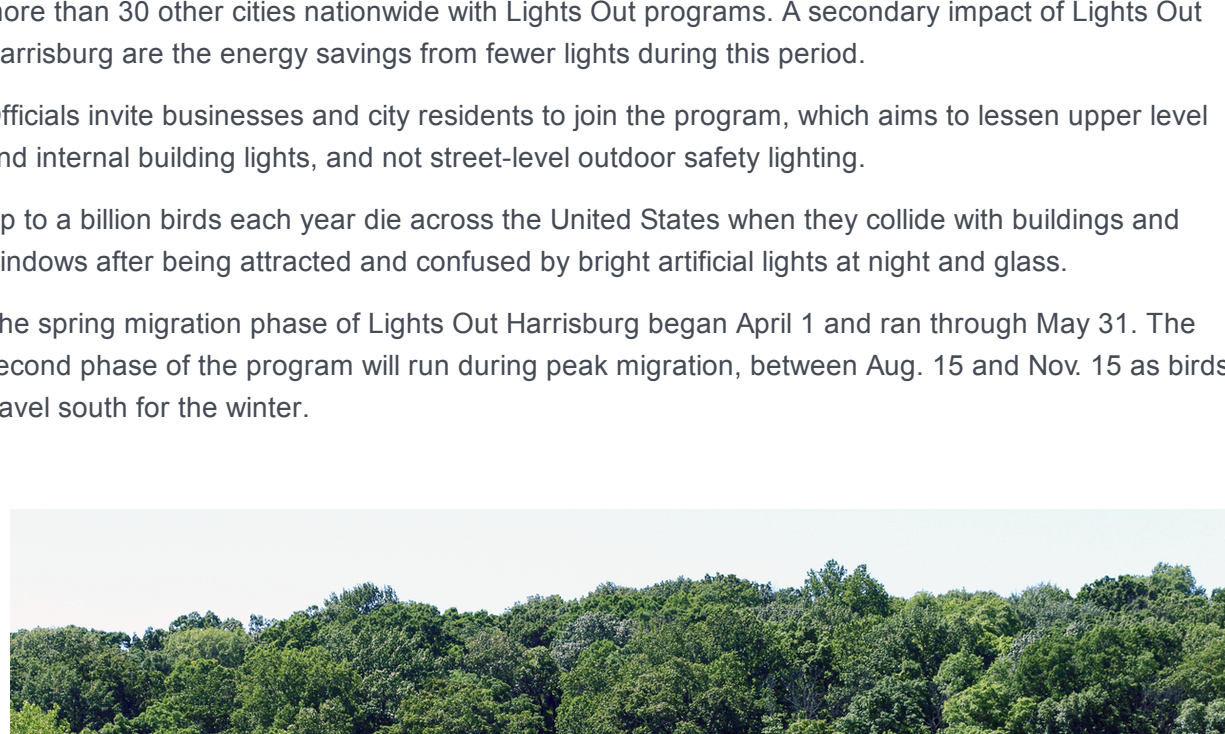 ore than 30 other cities nationwide with Lights Out programs. A secondary impact of Lights Out
arrisburg are the energy savings from fewer lights during this period.
fficials invite businesses and city residents to join the program, which aims to lessen upper level
nd internal building lights, and not street-level outdoor safety lighting.
p to a billion birds each year die across the United States when they collide with buildings and
indows after being attracted and confused by bright artificial lights at night and glass.
he spring migration phase of Lights Out Harrisburg began April 1 and ran through May 31. The
econd phase of the program will run during peak migration, between Aug. 15 and Nov. 15 as birds
avel south for the winter.